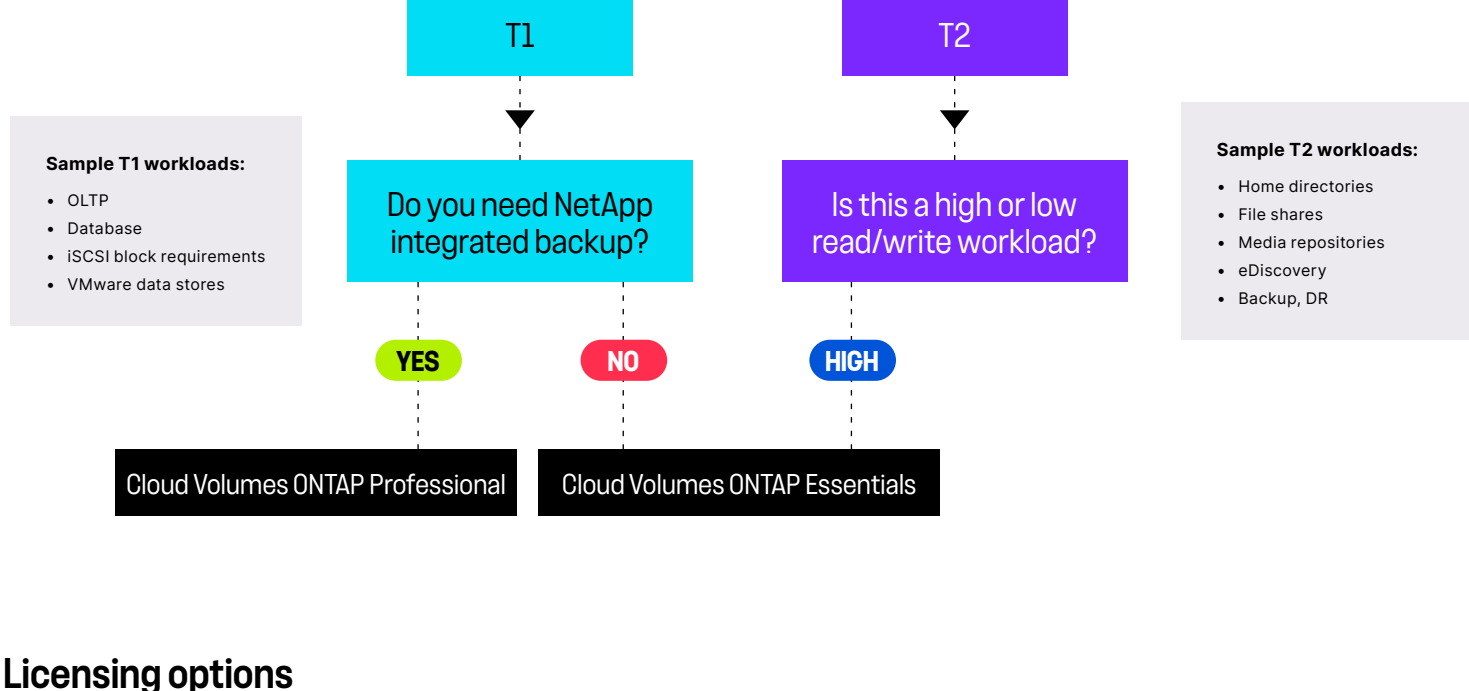 T1
T2
Sample T1 workloads:
• OLTP
• Database
• iSCSI block requirements
• VMware data stores
Do you need NetApp
integrated backup?
Is this a high or low
read/write workload?
Sample T2 workloads:
• Home directories
• File shares
• Media repositories
• eDiscovery
• Backup, DR
YES
NO
HIGH
Cloud Volumes ONTAP Professional
Cloud Volumes ONTAP Essentials
Licensing options